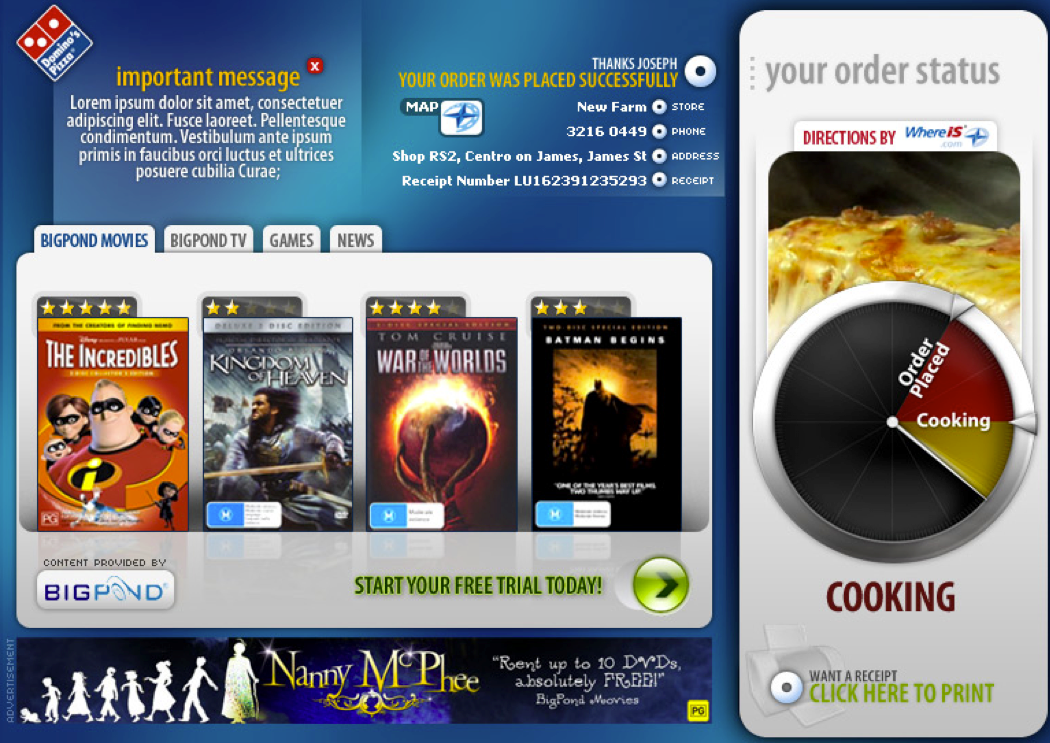 Domino's
Pizza
important message
x
Lorem ipsum dolor sit amet, consectetuer
adipiscing elit. Fusce laoreet. Pellentesque
condimentum. Vestibulum ante ipsum
primis in faucibus orci luctus et ultrices
posuere cubilia Curae;
THANKS JOSEPH
YOUR ORDER WAS PLACED SUCCESSFULLY
MAP
New Farm STORE
3216 0449 PHONE
Shop RS2, Centro on James, James St ADDRESS
Receipt Number LU162391235293 RECEIPT
BIGPOND MOVIES BIGPOND TV GAMES NEWS
FROM THE CREATORS OF FINDING NEMO
THE INCREDIBLES
2-DISC COLLECTOR'S EDITION
i
PG
DELUXE 2 DISC EDITION
KINGDOM
OF HEAVEN
M
2-DISC SPECIAL EDITION
TOM CRUISE
WAR OF THE WORLDS
M
TWO-DISC SPECIAL EDITION
BATMAN BEGINS
"ONE OF THE YEAR'S BEST FILMS.
TWO THUMBS WAY UP."
M
CONTENT PROVIDED BY
BIGPOND
START YOUR FREE TRIAL TODAY!
ADVERTISEMENT
Nanny McPhee
"Rent up to 10 DVDs,
absolutely FREE!"
BigPond Movies
PG
your order status
DIRECTIONS BY WhereiS
.com
Order
Placed
Cooking
COOKING
WANT A RECEIPT
CLICK HERE TO PRINT